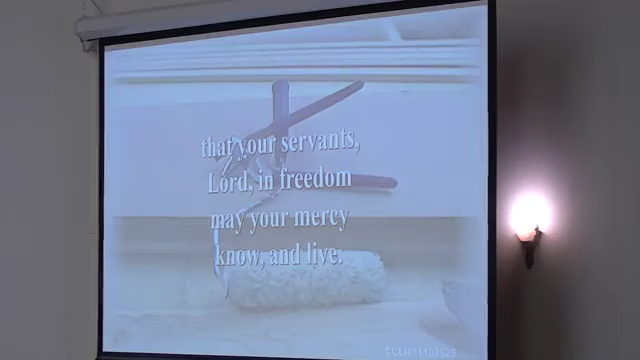 that your servants,
Lord, in freedom
may your mercy
know, and live.